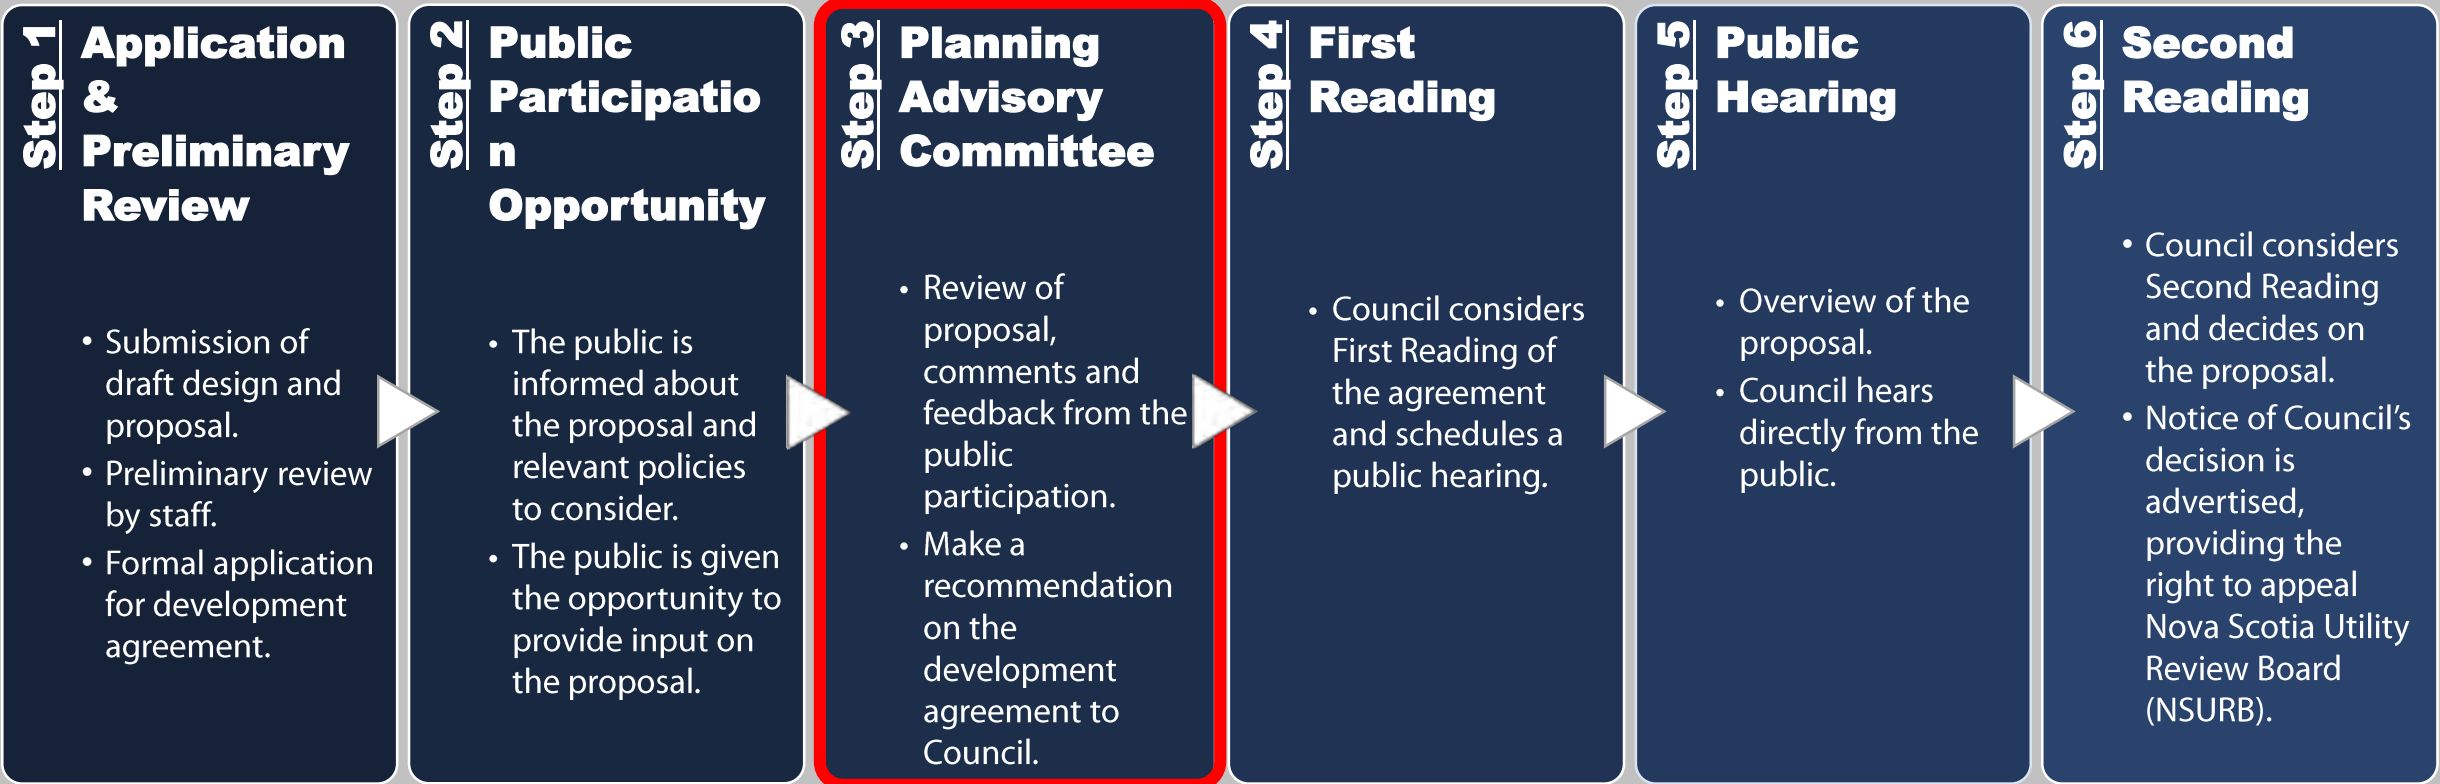 Step 1
Application
&
Preliminary
Review
• Submission of
draft design and
proposal.
• Preliminary review
by staff.
• Formal application
for development
agreement.
Step 2
Public
Participatio
n
Opportunity
• The public is
informed about
the proposal and
relevant policies
to consider.
• The public is given
the opportunity to
provide input on
the proposal.
Step 3
Planning
Advisory
Committee
• Review of
proposal,
comments and
feedback from the
public
participation.
• Make a
recommendation
on the
development
agreement to
Council.
Step 4
First
Reading
• Council considers
First Reading of
the agreement
and schedules a
public hearing.
Step 5
Public
Hearing
• Overview of the
proposal.
• Council hears
directly from the
public.
Step 6
Second
Reading
• Council considers
Second Reading
and decides on
the proposal.
• Notice of Council’s
decision is
advertised,
providing the
right to appeal
Nova Scotia Utility
Review Board
(NSURB).